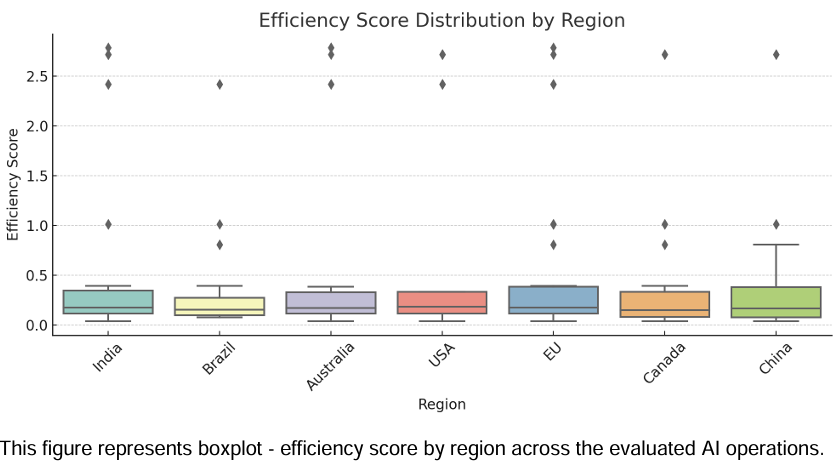 Efficiency Score Distribution by Region
Efficiency Score
2.5
2.0
1.5
1.0
0.5
0.0
India
Brazil
Australia
USA
EU
Canada
China
Region
This figure represents boxplot - efficiency score by region across the evaluated AI operations.